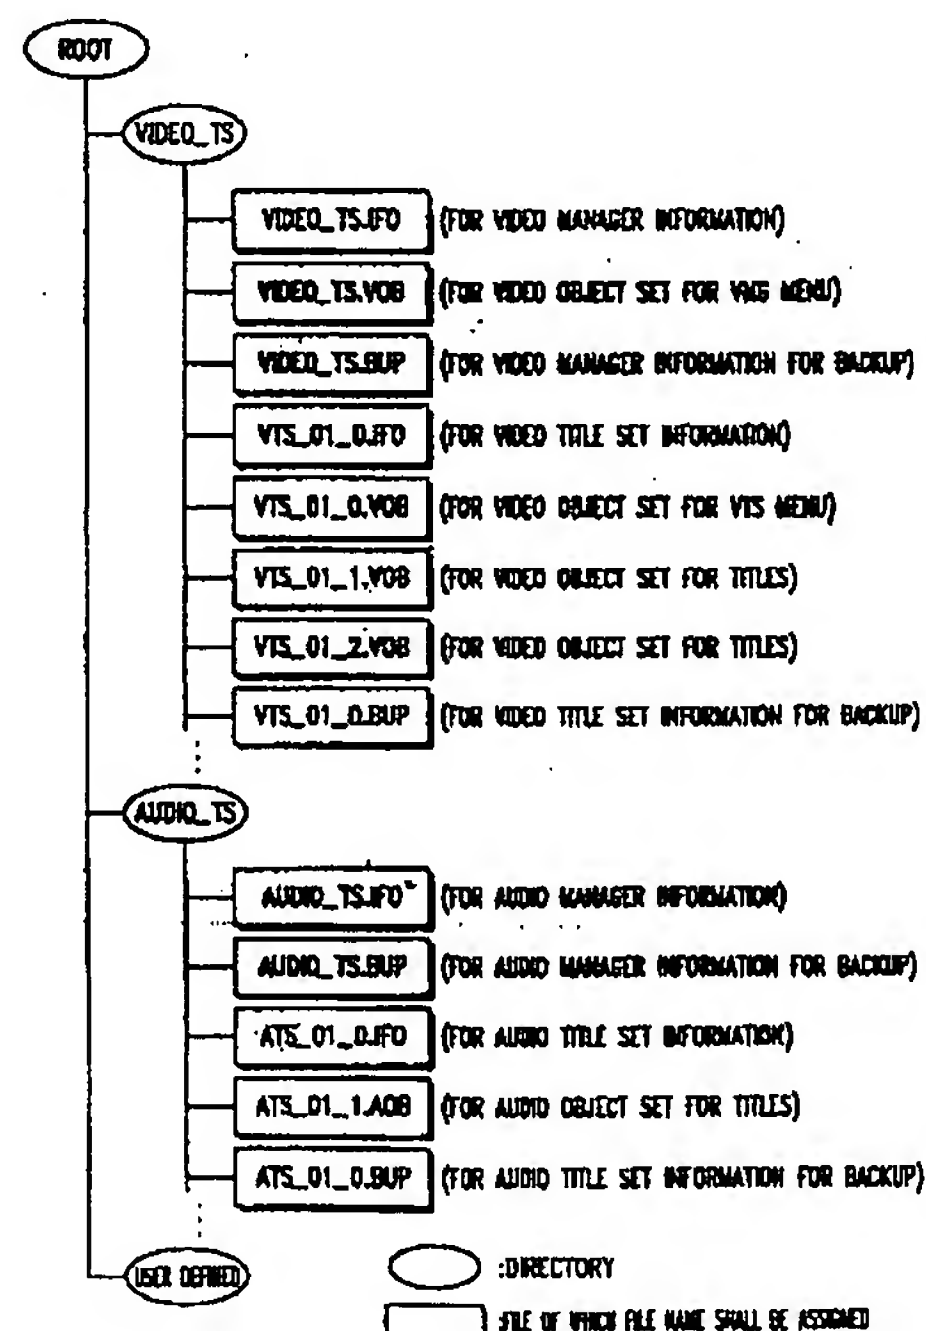 ROOT
VIDEO_TS
VIDEO_TS.IFO (FOR VIDEO MANAGER INFORMATION)
VIDEO_TS.VOB (FOR VIDEO OBJECT SET FOR VMG MENU)
VIDEO_TS.BUP (FOR VIDEO MANAGER INFORMATION FOR BACKUP)
VTS_01_0.IFO (FOR VIDEO TITLE SET INFORMATION)
VTS_01_0.VOB (FOR VIDEO OBJECT SET FOR VTS MENU)
VTS_01_1.VOB (FOR VIDEO OBJECT SET FOR TITLES)
VTS_01_2.VOB (FOR VIDEO OBJECT SET FOR TITLES)
VTS_01_0.BUP (FOR VIDEO TITLE SET INFORMATION FOR BACKUP)
AUDIO_TS
AUDIO_TS.IFO (FOR AUDIO MANAGER INFORMATION)
AUDIO_TS.BUP (FOR AUDIO MANAGER INFORMATION FOR BACKUP)
ATS_01_0.IFO (FOR AUDIO TITLE SET INFORMATION)
ATS_01_1.AOB (FOR AUDIO OBJECT SET FOR TITLES)
ATS_01_0.BUP (FOR AUDIO TITLE SET INFORMATION FOR BACKUP)
USER DEFINED
:DIRECTORY
:FILE OF WHICH FILE NAME SHALL BE ASSIGNED